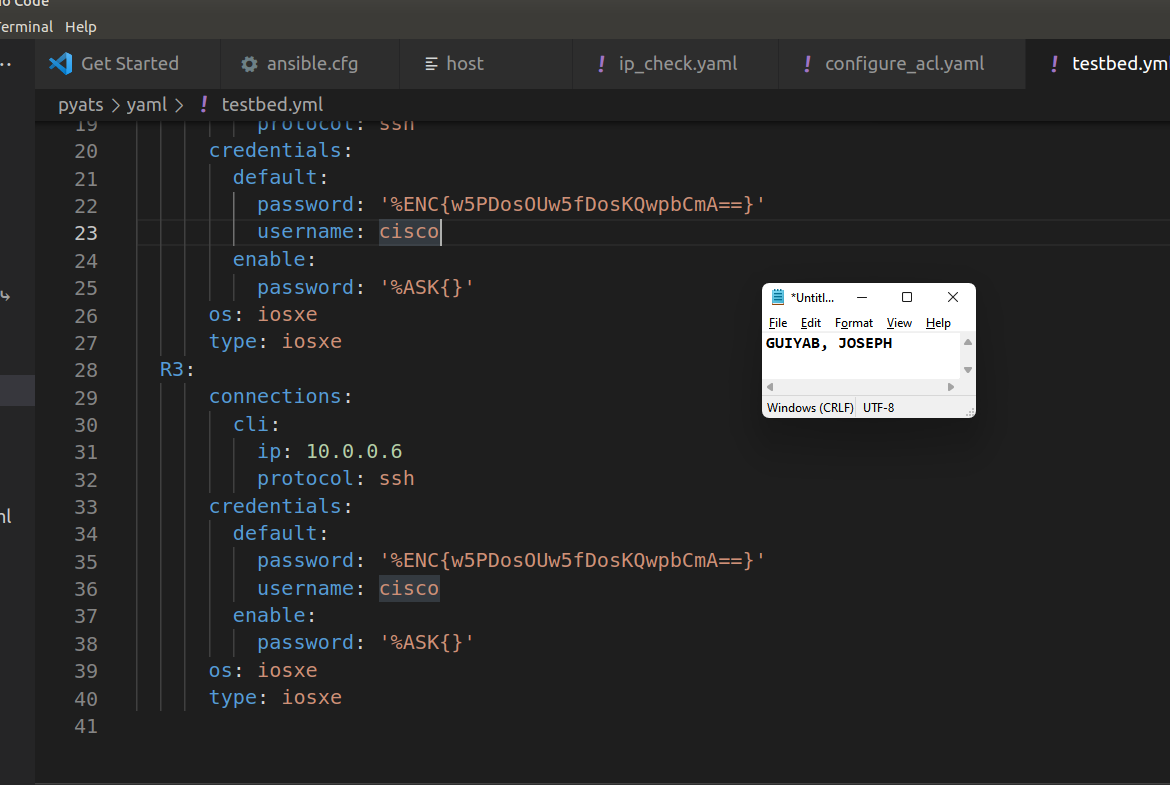 o Code
Terminal Help
Get Started ansible.cfg host ! ip_check.yaml ! configure_acl.yaml ! testbed.ym
pyats > yaml > ! testbed.yml
19 protocol: ssh
20 credentials:
21 default:
22 password: '%ENC{w5PDosOUw5fDosKQwpbCmA==}'
23 username: cisco
24 enable:
25 password: '%ASK{}'
26 os: iosxe
27 type: iosxe
28 R3:
29 connections:
30 cli:
31 ip: 10.0.0.6
32 protocol: ssh
33 credentials:
34 default:
35 password: '%ENC{w5PDosOUw5fDosKQwpbCmA==}'
36 username: cisco
37 enable:
38 password: '%ASK{}'
39 os: iosxe
40 type: iosxe
41
ml
*Untitl...
File Edit Format View Help
GUIYAB, JOSEPH
Windows (CRLF) UTF-8